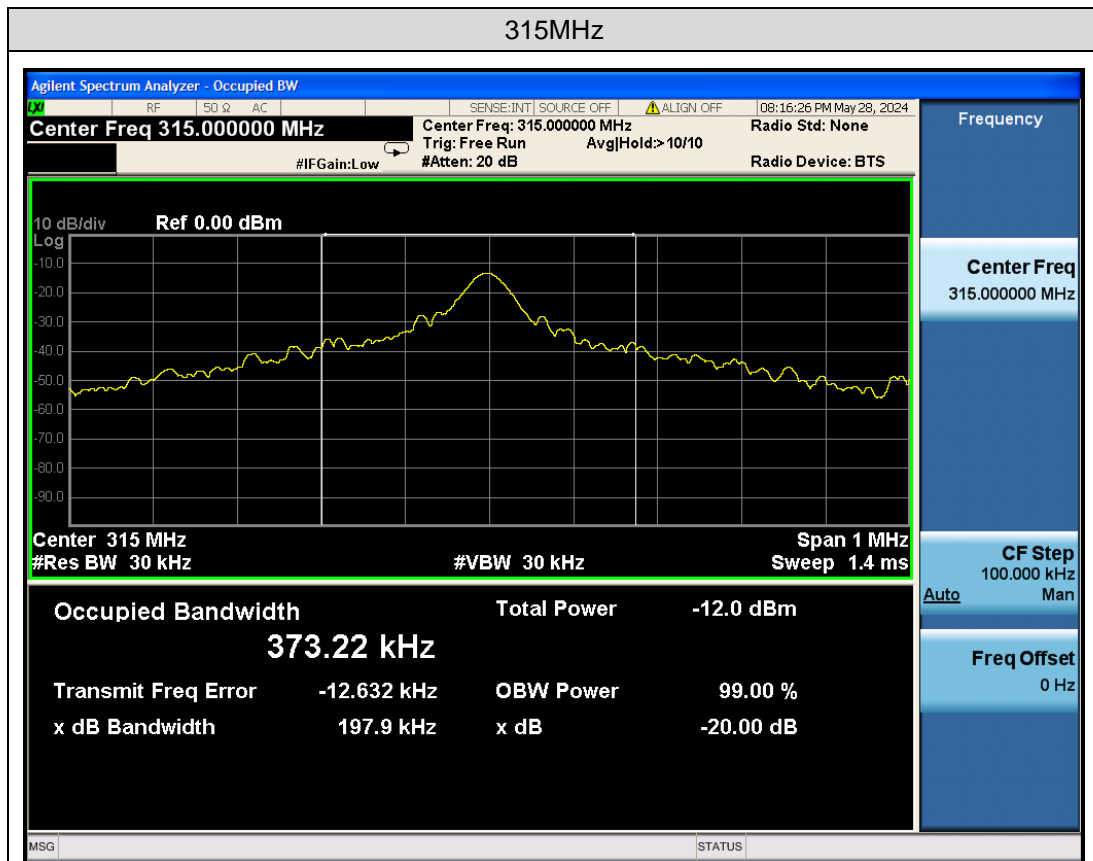 315MHz
Agilent Spectrum Analyzer - Occupied BW
LXI RF 50 Ω AC SENSE:INT SOURCE OFF ALIGN OFF 08:16:26 PM May 28, 2024
Center Freq 315.000000 MHz
Center Freq: 315.000000 MHz
Radio Std: None
Trig: Free Run Avg|Hold:> 10/10
#IFGain:Low
#Atten: 20 dB
Radio Device: BTS
10 dB/div Ref 0.00 dBm
Log
-10.0
-20.0
-30.0
-40.0
-50.0
-60.0
-70.0
-80.0
-90.0
Center 315 MHz Span 1 MHz
#Res BW 30 kHz #VBW 30 kHz Sweep 1.4 ms
Occupied Bandwidth Total Power -12.0 dBm
373.22 kHz
Transmit Freq Error -12.632 kHz OBW Power 99.00 %
x dB Bandwidth 197.9 kHz x dB -20.00 dB
MSG STATUS
Frequency
Center Freq
315.000000 MHz
CF Step
100.000 kHz
Auto Man
Freq Offset
0 Hz